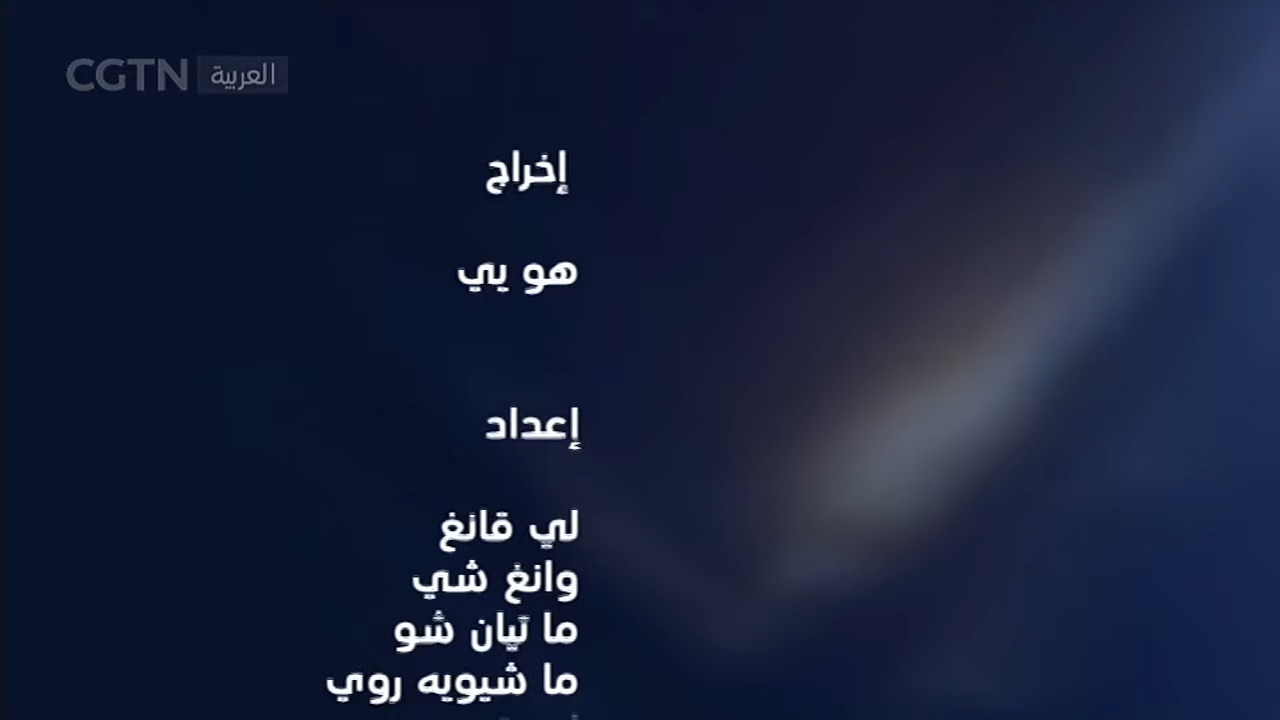 CGTN العربية
إخراج
هو يي
إعداد
لي قانغ
وانغ شي
ما تيان شو
ما شيويه روي